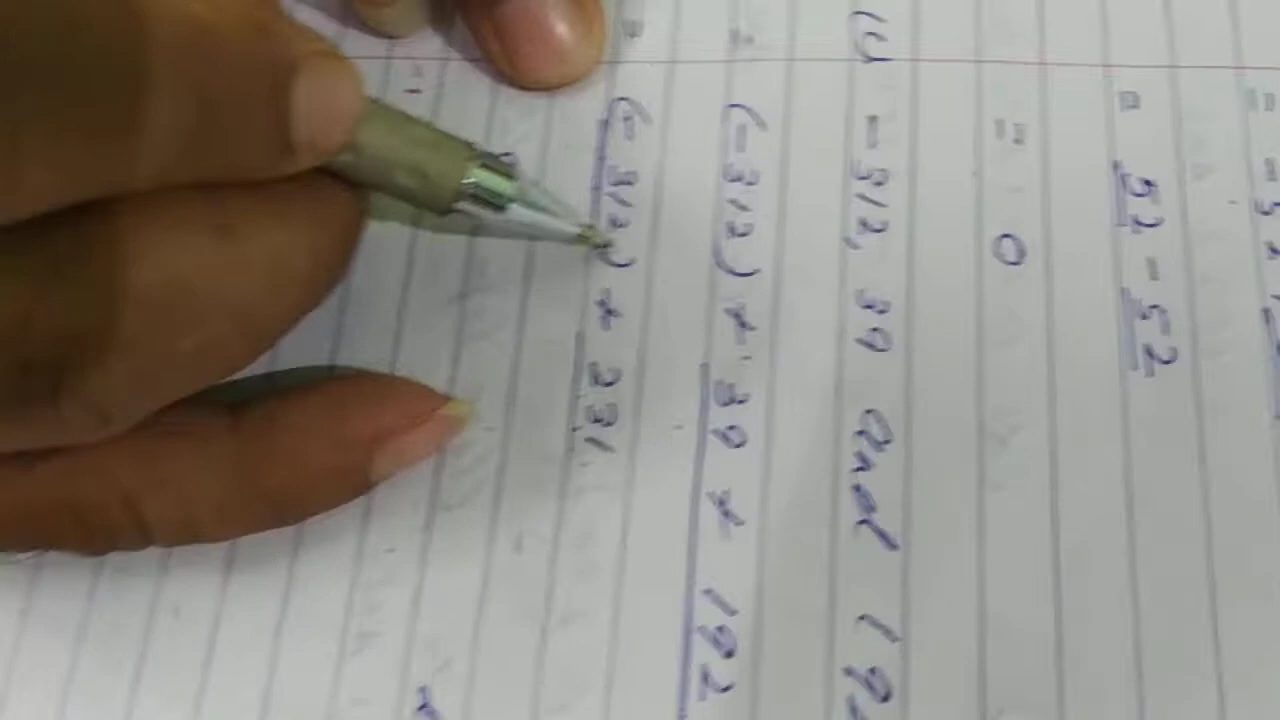 52 - 52
= 0
-312, 39 and 192
= (-312) + 39 + 192
= (-312) + 231